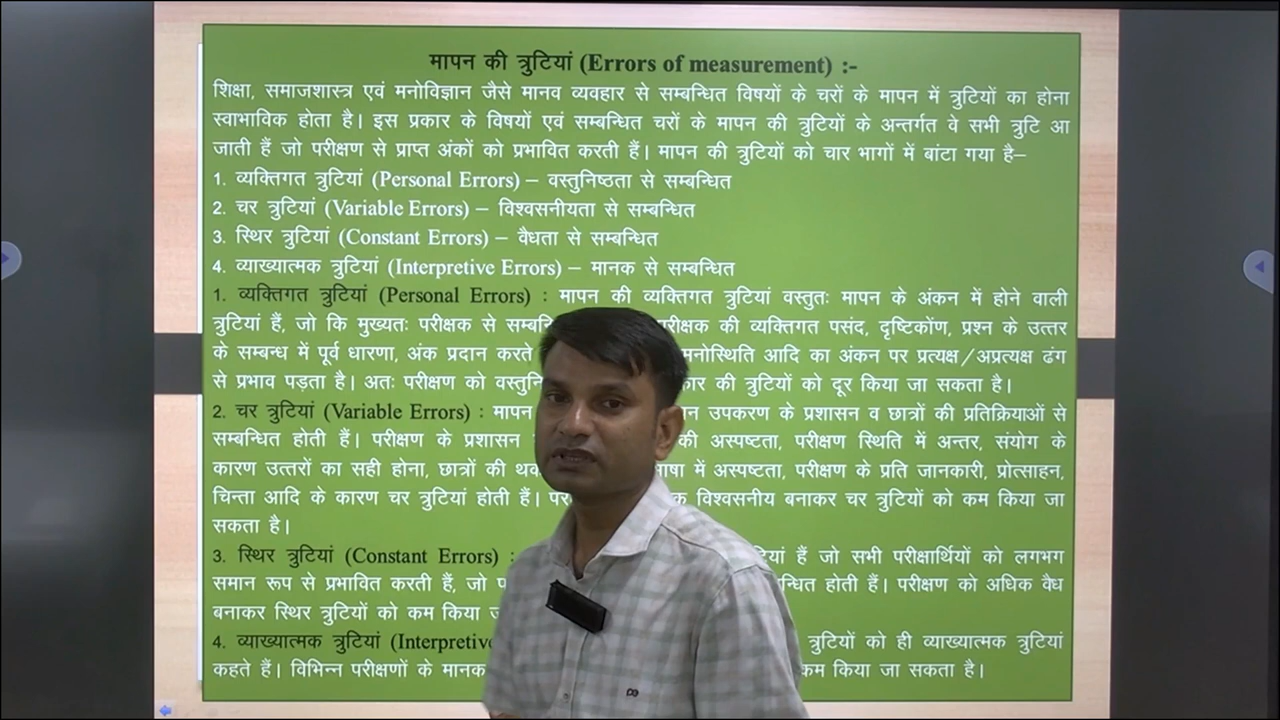 मापन की त्रुटियां (Errors of measurement) :-
शिक्षा, समाजशास्त्र एवं मनोविज्ञान जैसे मानव व्यवहार से सम्बन्धित विषयों के चरों के मापन में त्रुटियों का होना
स्वाभाविक होता है। इस प्रकार के विषयों एवं सम्बन्धित चरों के मापन की त्रुटियों के अन्तर्गत वे सभी त्रुटि आ
जाती हैं जो परीक्षण से प्राप्त अंकों को प्रभावित करती हैं। मापन की त्रुटियों को चार भागों में बांटा गया है–
1. व्यक्तिगत त्रुटियां (Personal Errors) – वस्तुनिष्ठता से सम्बन्धित
2. चर त्रुटियां (Variable Errors) – विश्वसनीयता से सम्बन्धित
3. स्थिर त्रुटियां (Constant Errors) – वैधता से सम्बन्धित
4. व्याख्यात्मक त्रुटियां (Interpretive Errors) – मानक से सम्बन्धित
1. व्यक्तिगत त्रुटियां (Personal Errors) : मापन की व्यक्तिगत त्रुटियां वस्तुतः मापन के अंकन में होने वाली
त्रुटियां हैं, जो कि मुख्यतः परीक्षक से की व्यक्तिगत पसंद, दृष्टिकोंण, प्रश्न के उत्तर
के सम्बन्ध में पूर्व धारणा, अंक प्रदान करते मनोस्थिति आदि का अंकन पर प्रत्यक्ष/अप्रत्यक्ष ढंग
से प्रभाव पड़ता है। अतः परीक्षण को की त्रुटियों को दूर किया जा सकता है।
2. चर त्रुटियां (Variable Errors) : मापन उपकरण के प्रशासन व छात्रों की प्रतिक्रियाओं से
सम्बन्धित होती हैं। परीक्षण के प्रशासन की अस्पष्टता, परीक्षण स्थिति में अन्तर, संयोग के
कारण उत्तरों का सही होना, छात्रों की में अस्पष्टता, परीक्षण के प्रति जानकारी, प्रोत्साहन,
चिन्ता आदि के कारण चर त्रुटियां होती हैं। विश्वसनीय बनाकर चर त्रुटियों को कम किया जा
सकता है।
3. स्थिर त्रुटियां (Constant Errors) : हैं जो सभी परीक्षार्थियों को लगभग
समान रूप से प्रभावित करती हैं, जो होती हैं। परीक्षण को अधिक वैध
बनाकर स्थिर त्रुटियों को कम किया
4. व्याख्यात्मक त्रुटियां त्रुटियों को ही व्याख्यात्मक त्रुटियां
कहते हैं। विभिन्न परीक्षणों के मानक कम किया जा सकता है।